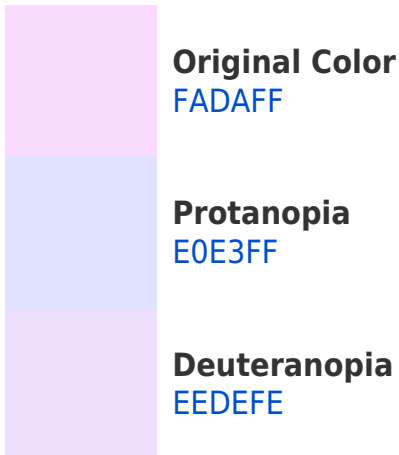 Original Color
FADAFF
Protanopia
E0E3FF
Deuteranopia
EEDEFE